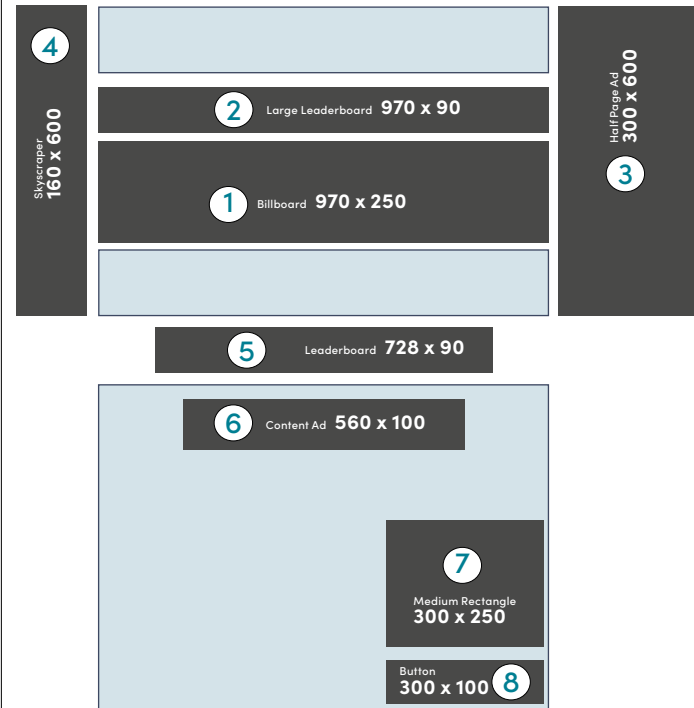 4
Skyscraper
160 x 600
2 Large Leaderboard 970 x 90
1 Billboard 970 x 250
Half Page Ad
300 x 600
3
5 Leaderboard 728 x 90
6 Content Ad 560 x 100
7
Medium Rectangle
300 x 250
Button
300 x 100 8